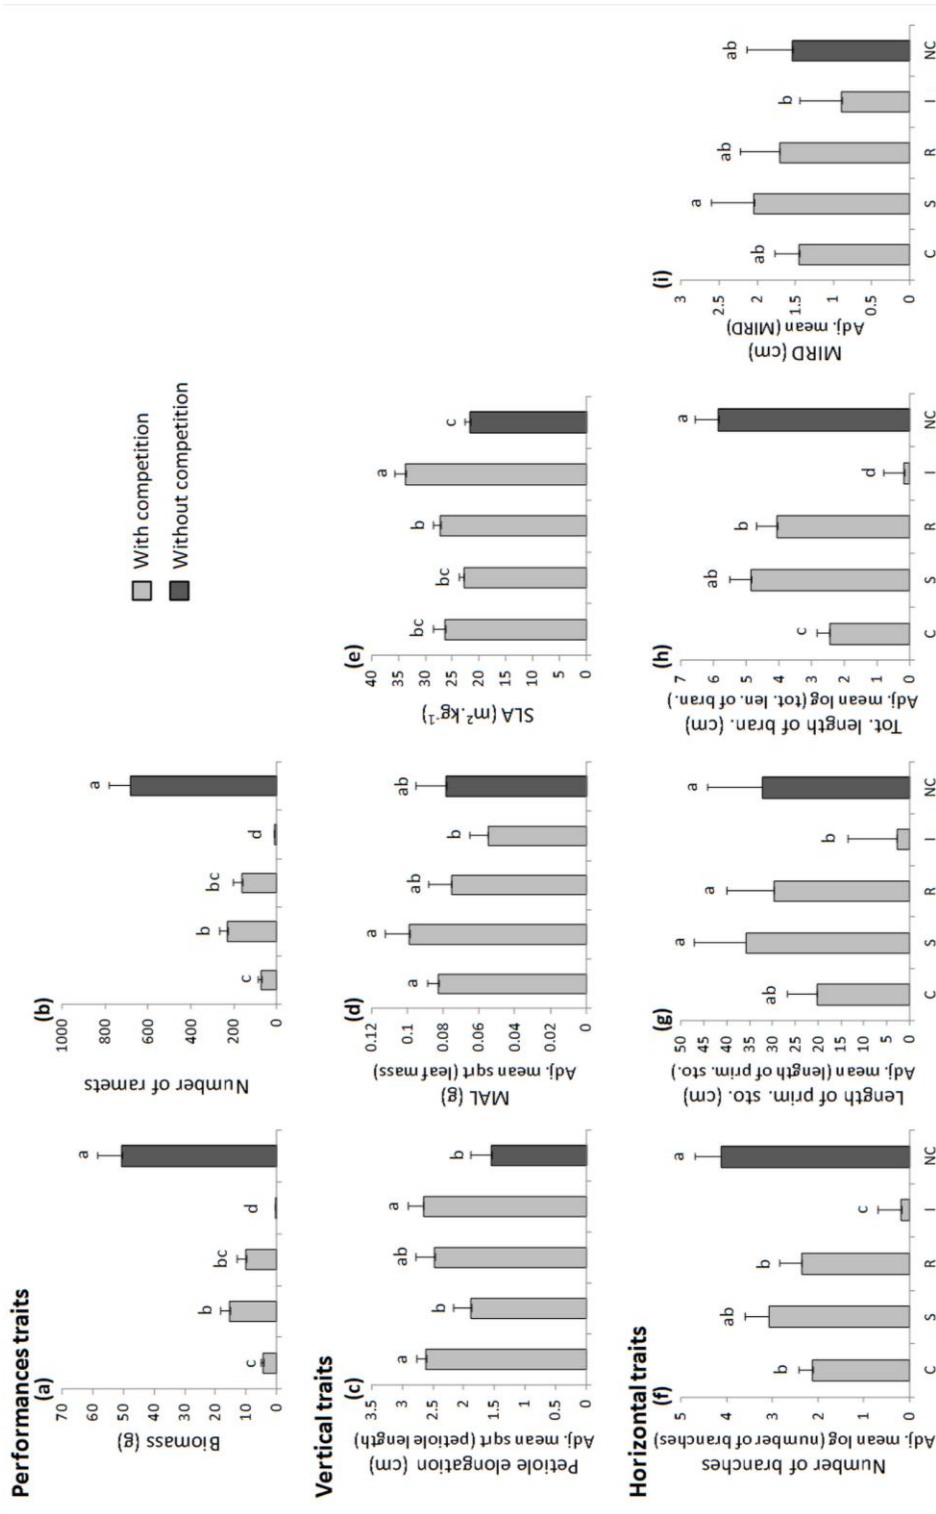 Performances traits
(a)
Biomass (g)
70
60
50
40
30
20
10
0
c
b
bc
d
a
(b)
Number of ramets
1000
800
600
400
200
0
c
b
bc
d
a
With competition
Without competition
Vertical traits
(c)
Petiole elongation (cm)
Adj. mean sqrt (petiole length)
3.5
3
2.5
2
1.5
1
0.5
0
a
b
ab
a
b
(d)
MAL (g)
Adj. mean sqrt (leaf mass)
0.12
0.1
0.08
0.06
0.04
0.02
0
a
a
ab
b
ab
(e)
SLA (m².kg⁻¹)
40
35
30
25
20
15
10
5
0
bc
bc
b
a
c
Horizontal traits
(f)
Number of branches
Adj. mean log (number of branches)
5
4
3
2
1
0
b
ab
b
c
a
C S R I NC
(g)
Length of prim. sto. (cm)
Adj. mean (length of prim. sto.)
50
45
40
35
30
25
20
15
10
5
0
ab
a
a
b
a
C S R I NC
(h)
Tot. length of bran. (cm)
Adj. mean log (tot. len. of bran.)
7
6
5
4
3
2
1
0
c
ab
b
d
a
C S R I NC
(i)
MIRD (cm)
Adj. mean (MIRD)
3
2.5
2
1.5
1
0.5
0
ab
a
ab
b
ab
C S R I NC